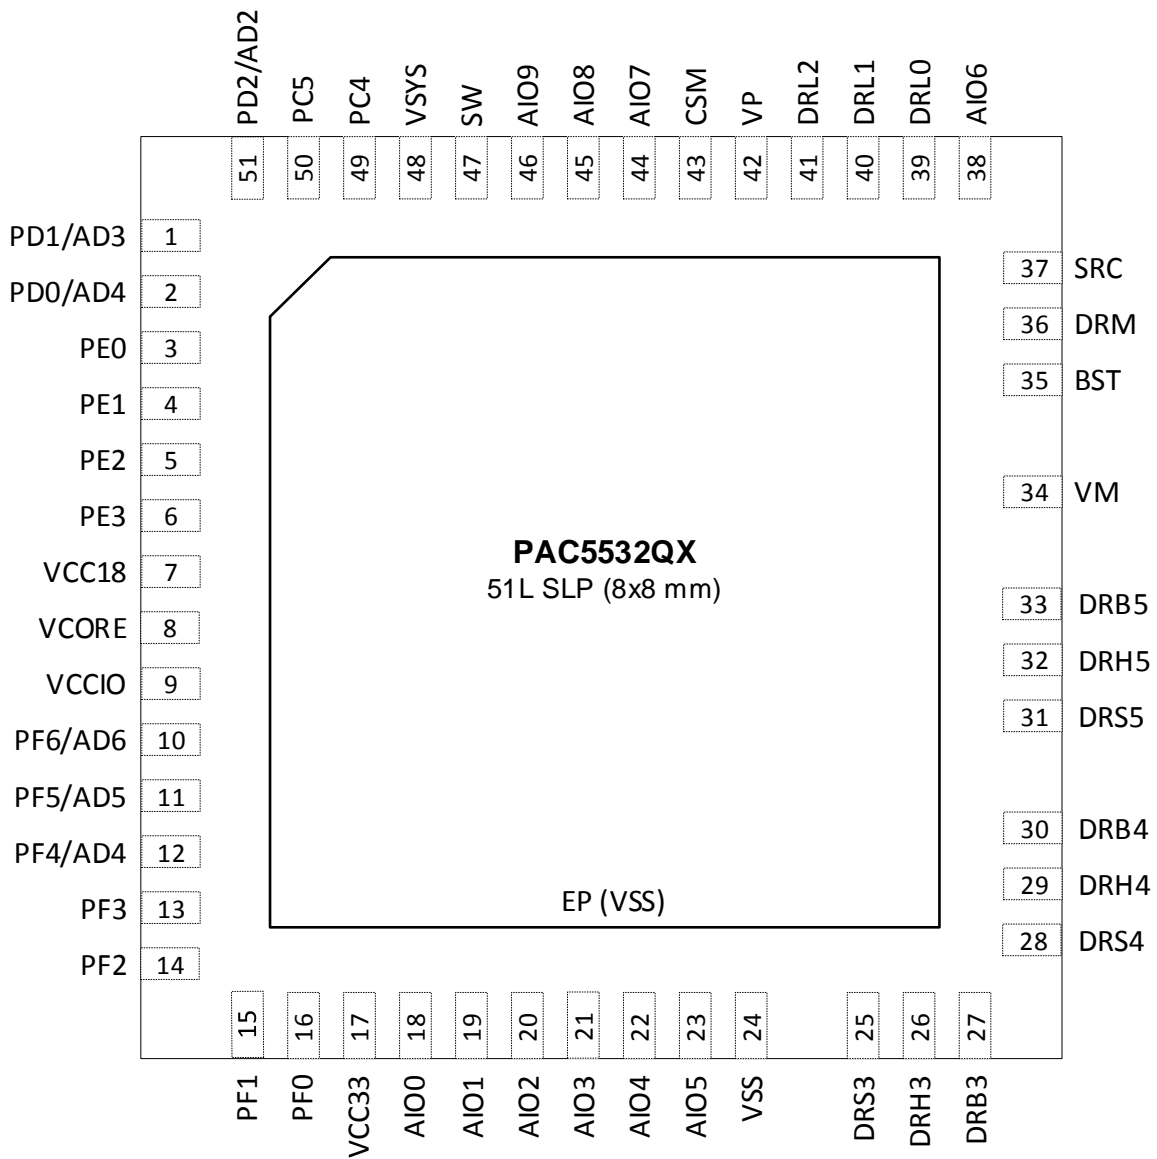 PD2/AD2
PC5
PC4
VSYS
SW
AIO9
AIO8
AIO7
CSM
VP
DRL2
DRL1
DRL0
AIO6
51
50
49
48
47
46
45
44
43
42
41
40
39
38
PD1/AD3 1
PD0/AD4 2
PE0 3
PE1 4
PE2 5
PE3 6
VCC18 7
VCORE 8
VCCIO 9
PF6/AD6 10
PF5/AD5 11
PF4/AD4 12
PF3 13
PF2 14
37 SRC
36 DRM
35 BST
34 VM
33 DRB5
32 DRH5
31 DRS5
30 DRB4
29 DRH4
28 DRS4
PAC5532QX
51L SLP (8x8 mm)
EP (VSS)
15
16
17
18
19
20
21
22
23
24
25
26
27
PF1
PF0
VCC33
AIO0
AIO1
AIO2
AIO3
AIO4
AIO5
VSS
DRS3
DRH3
DRB3